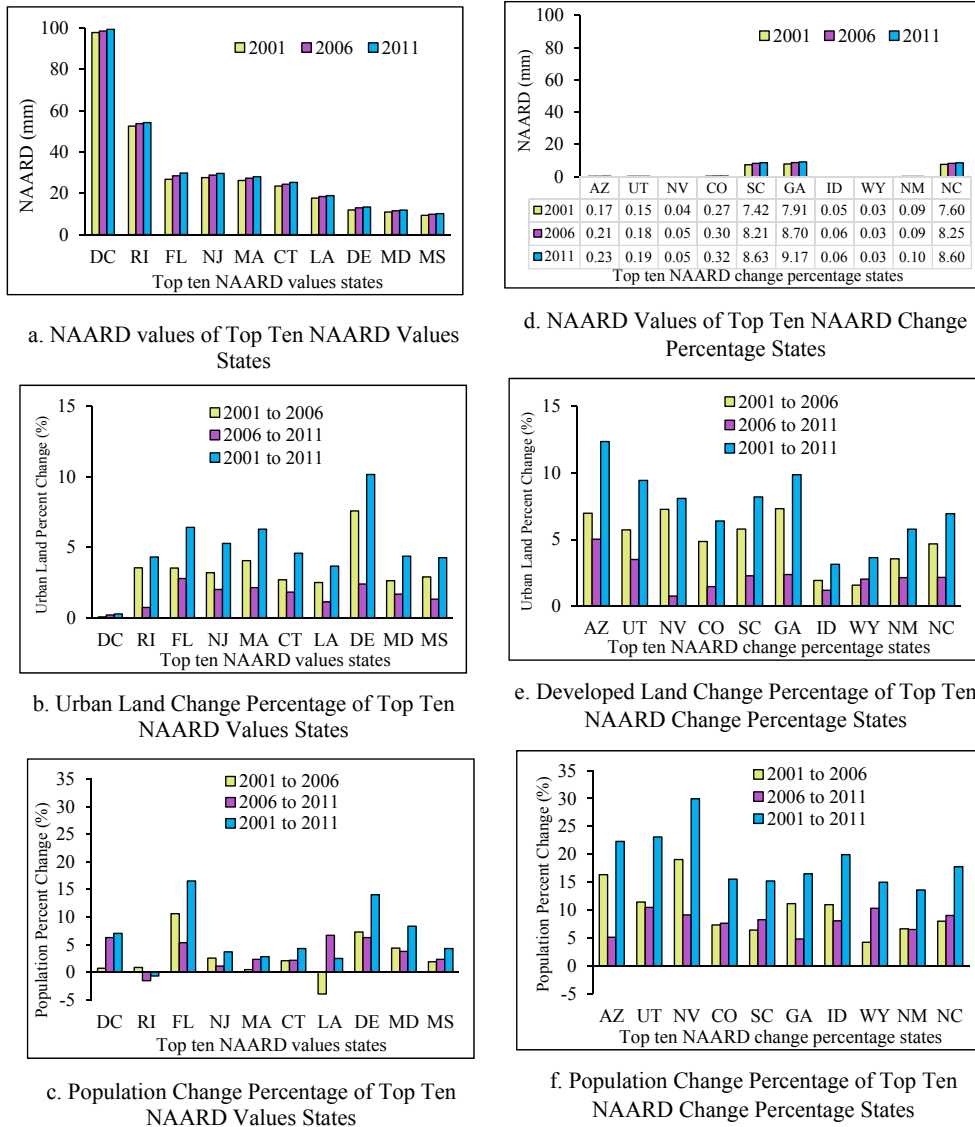 100
80
60
40
20
0
NAARD (mm)
2001 2006 2011
DC RI FL NJ MA CT LA DE MD MS
Top ten NAARD values states
a. NAARD values of Top Ten NAARD Values
States
100
80
60
40
20
0
NAARD (mm)
2001 2006 2011
AZ UT NV CO SC GA ID WY NM NC
2001 0.17 0.15 0.04 0.27 7.42 7.91 0.05 0.03 0.09 7.60
2006 0.21 0.18 0.05 0.30 8.21 8.70 0.06 0.03 0.09 8.25
2011 0.23 0.19 0.05 0.32 8.63 9.17 0.06 0.03 0.10 8.60
Top ten NAARD change percentage states
d. NAARD Values of Top Ten NAARD Change
Percentage States
15
10
5
0
Urban Land Percent Change (%)
2001 to 2006
2006 to 2011
2001 to 2011
DC RI FL NJ MA CT LA DE MD MS
Top ten NAARD values states
b. Urban Land Change Percentage of Top Ten
NAARD Values States
15
10
5
0
Urban Land Percent Change (%)
2001 to 2006
2006 to 2011
2001 to 2011
AZ UT NV CO SC GA ID WY NM NC
Top ten NAARD change percentage states
e. Developed Land Change Percentage of Top Ten
NAARD Change Percentage States
35
30
25
20
15
10
5
0
-5
Population Percent Change (%)
2001 to 2006
2006 to 2011
2001 to 2011
DC RI FL NJ MA CT LA DE MD MS
Top ten NAARD values states
c. Population Change Percentage of Top Ten
NAARD Values States
35
30
25
20
15
10
5
0
-5
Population Percent Change (%)
2001 to 2006
2006 to 2011
2001 to 2011
AZ UT NV CO SC GA ID WY NM NC
Top ten NAARD change percentage states
f. Population Change Percentage of Top Ten
NAARD Change Percentage States